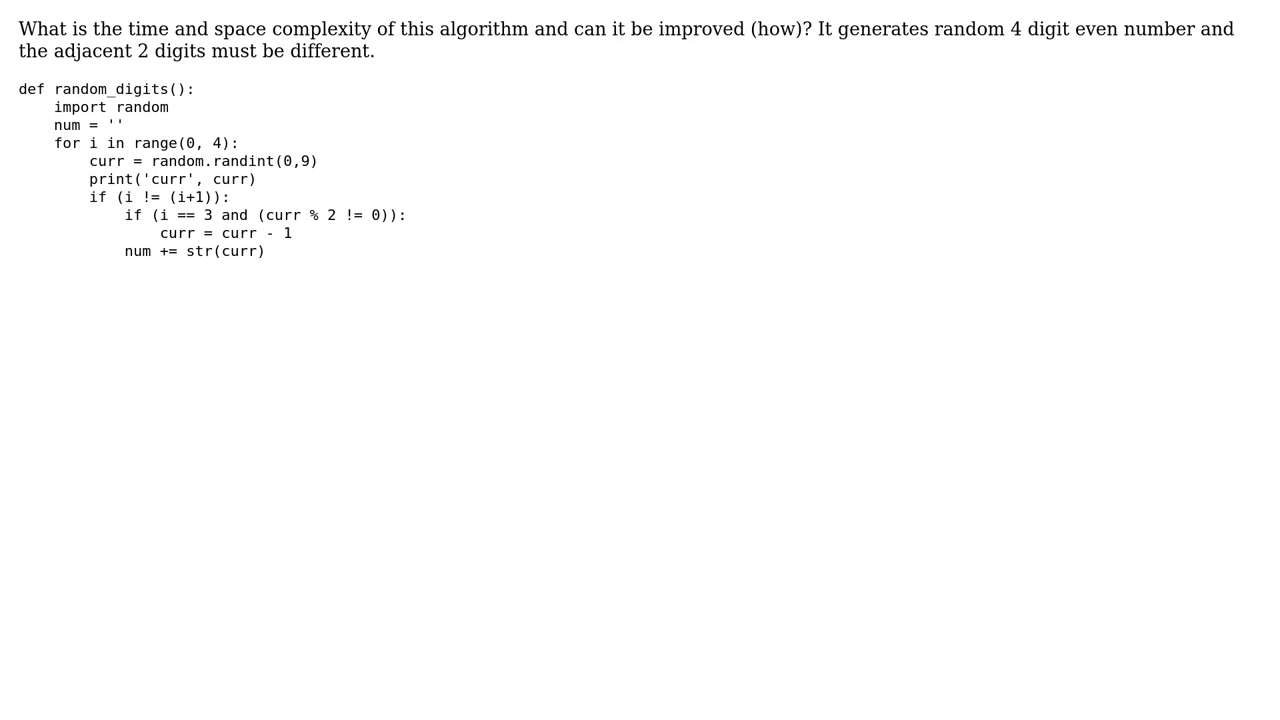 What is the time and space complexity of this algorithm and can it be improved (how)? It generates random 4 digit even number and
the adjacent 2 digits must be different.
def random_digits():
    import random
    num = ''
    for i in range(0, 4):
        curr = random.randint(0,9)
        print('curr', curr)
        if (i != (i+1)):
            if (i == 3 and (curr % 2 != 0)):
                curr = curr - 1
            num += str(curr)